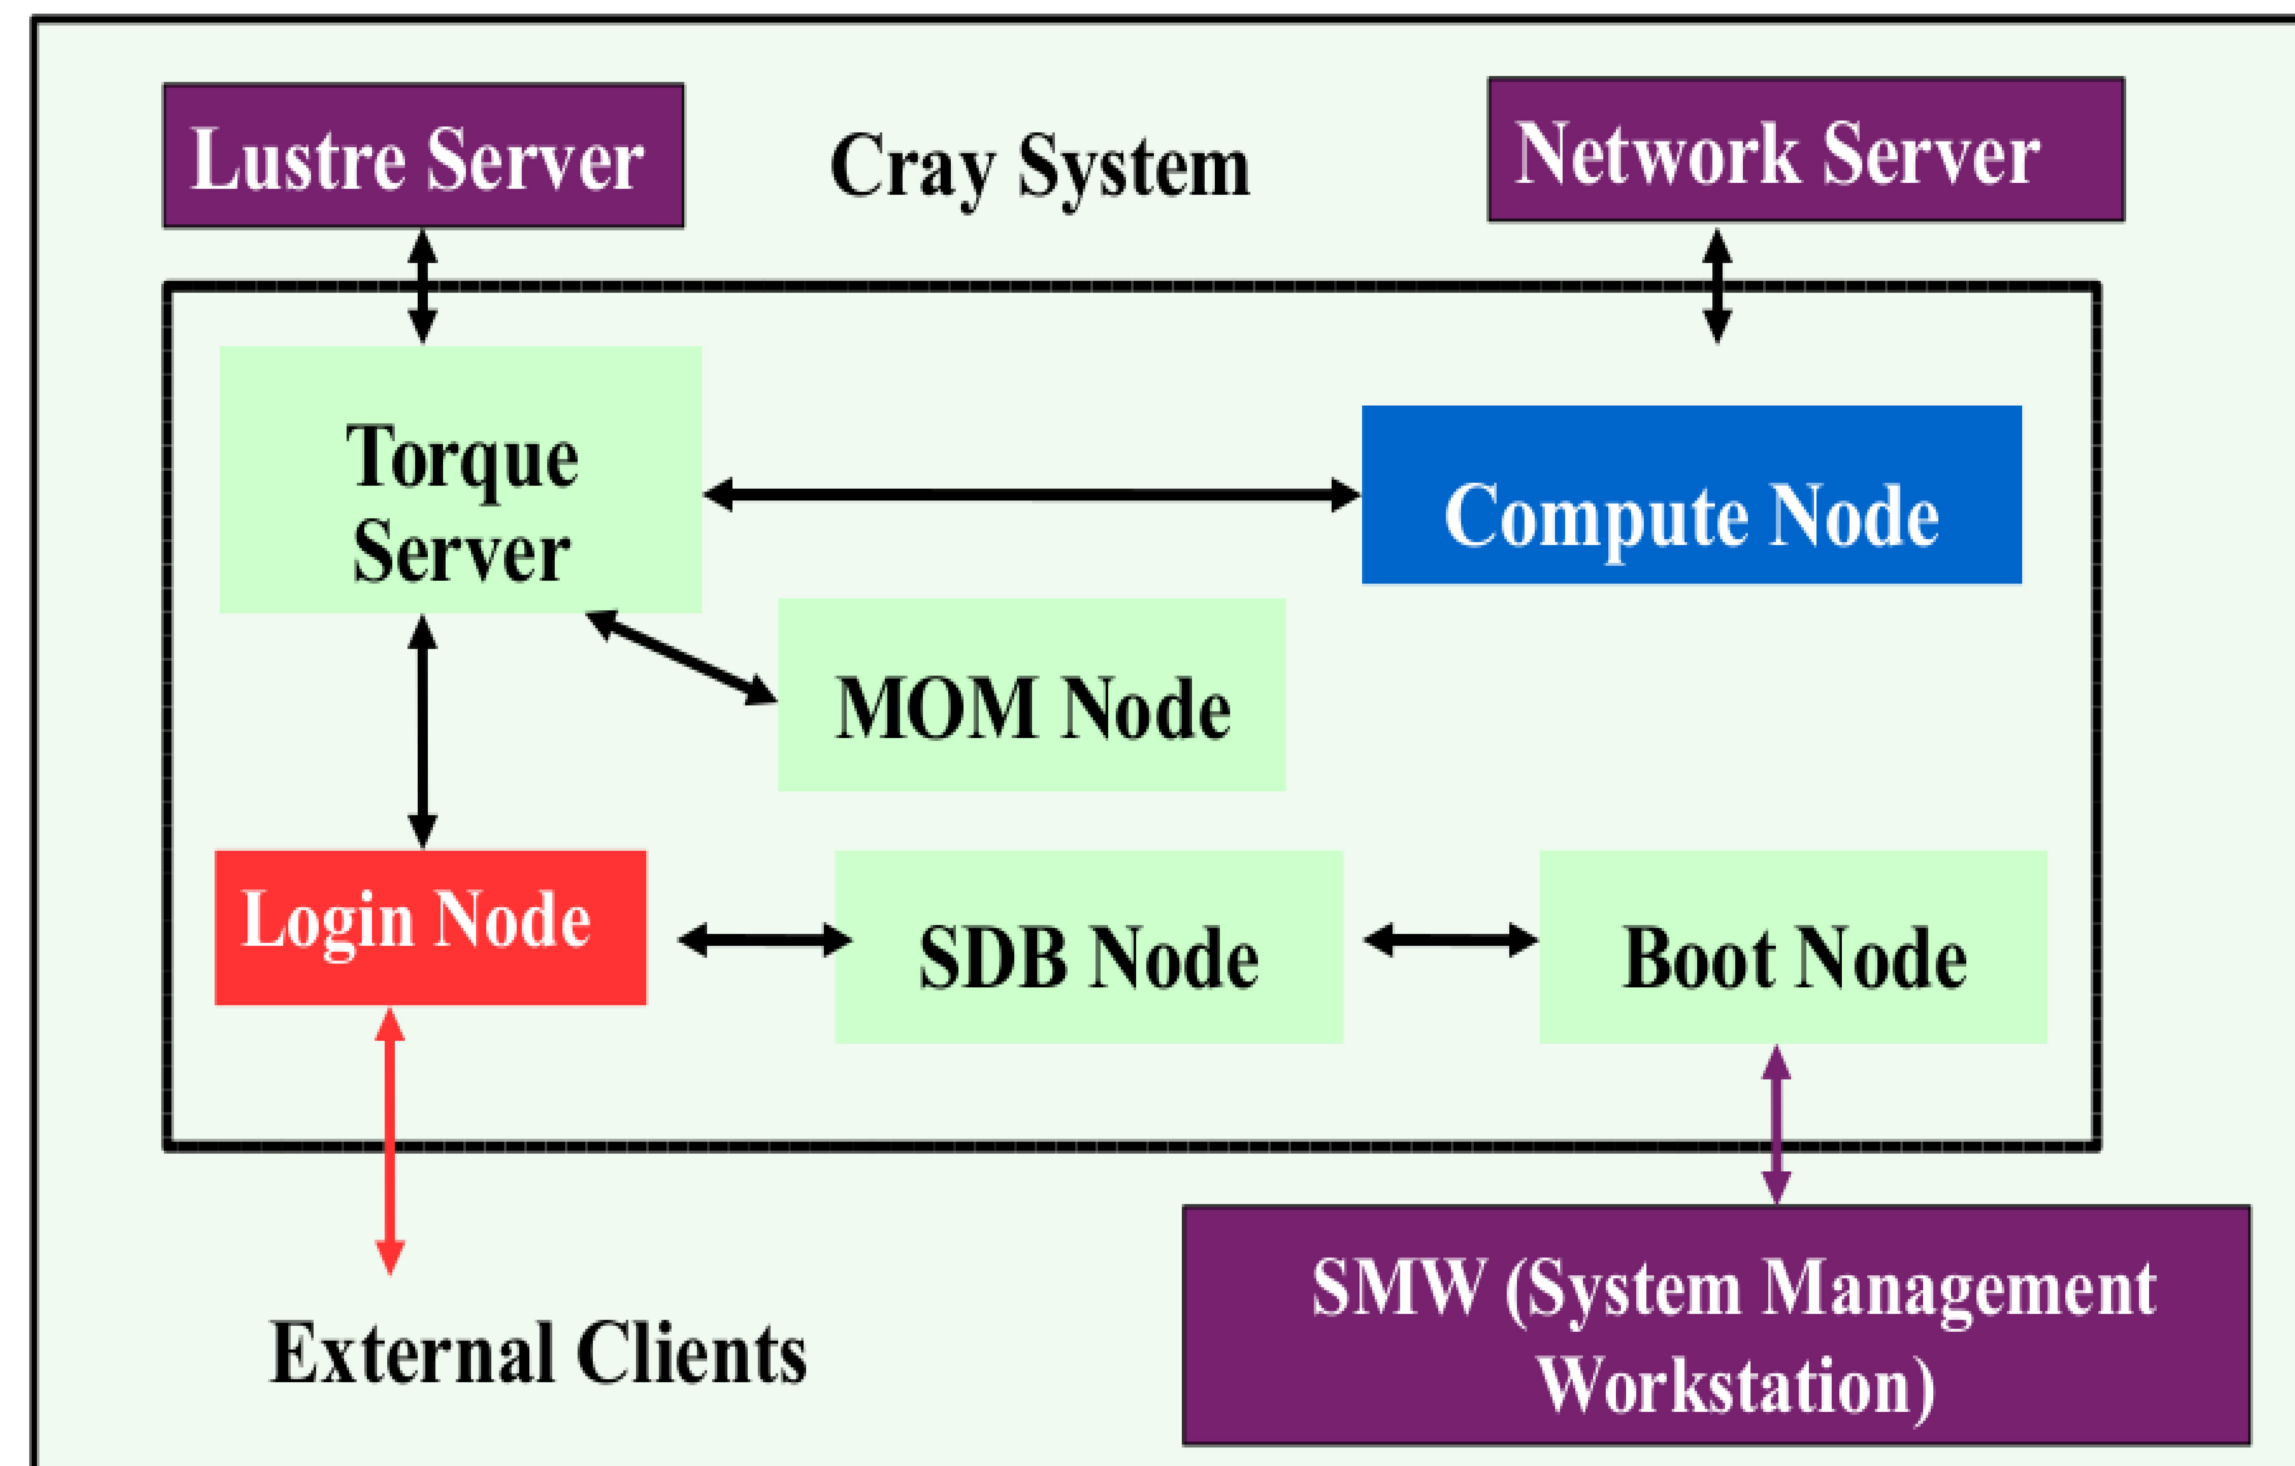 Lustre Server
Cray System
Network Server
Torque
Server
Compute Node
MOM Node
Login Node
SDB Node
Boot Node
External Clients
SMW (System Management
Workstation)